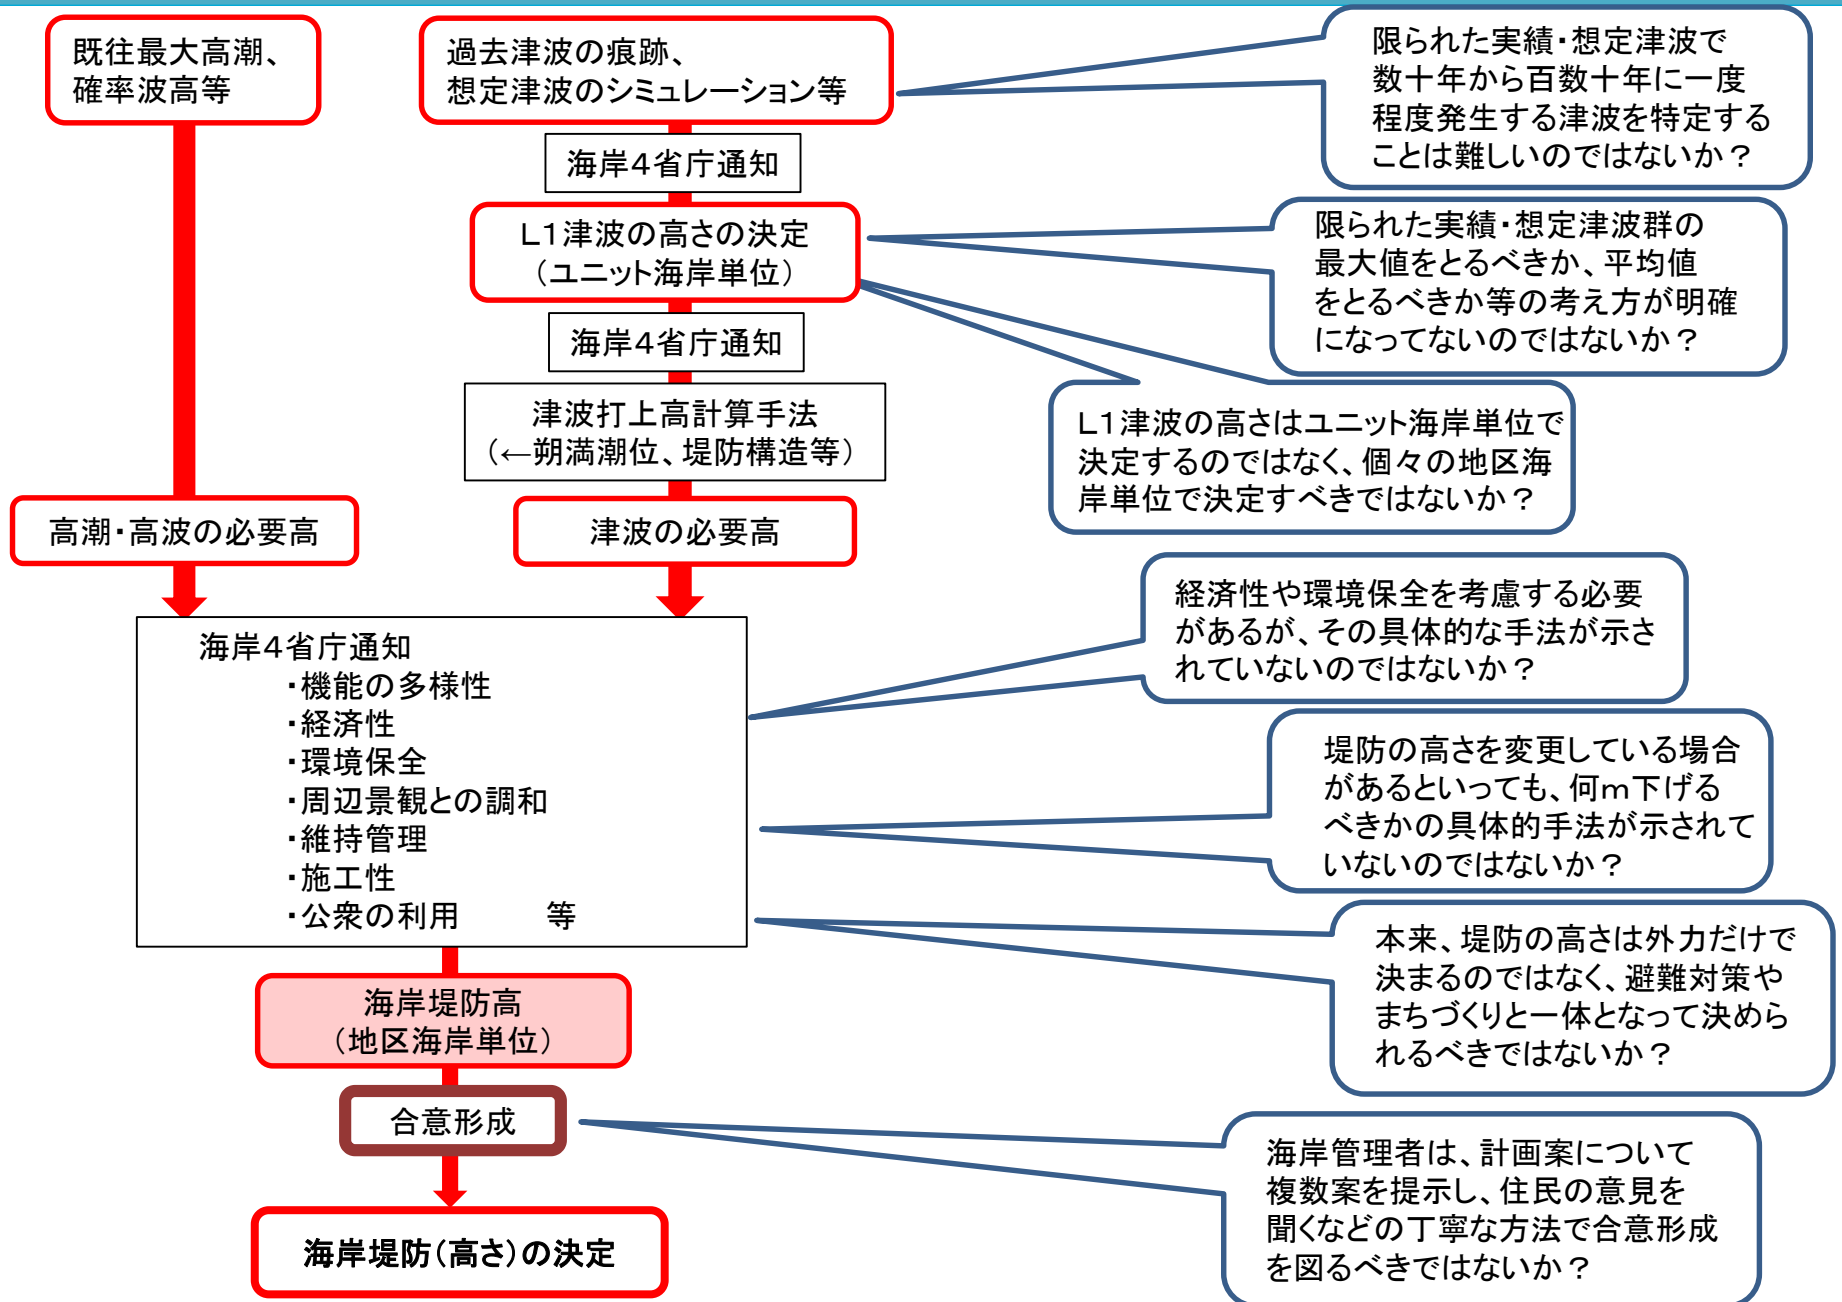 既往最大高潮、
確率波高等
過去津波の痕跡、
想定津波のシミュレーション等
限られた実績・想定津波で
数十年から百数十年に一度
程度発生する津波を特定する
ことは難しいのではないか？
海岸４省庁通知
Ｌ１津波の高さの決定
（ユニット海岸単位）
限られた実績・想定津波群の
最大値をとるべきか、平均値
をとるべきか等の考え方が明確
になってないのではないか？
海岸４省庁通知
津波打上高計算手法
（←朔満潮位、堤防構造等）
Ｌ１津波の高さはユニット海岸単位で
決定するのではなく、個々の地区海
岸単位で決定すべきではないか？
高潮・高波の必要高
津波の必要高
経済性や環境保全を考慮する必要
があるが、その具体的な手法が示さ
れていないのではないか？
海岸４省庁通知
・機能の多様性
・経済性
・環境保全
・周辺景観との調和
・維持管理
・施工性
・公衆の利用　　　等
堤防の高さを変更している場合
があるといっても、何ｍ下げる
べきかの具体的手法が示されて
いないのではないか？
本来、堤防の高さは外力だけで
決まるのではなく、避難対策や
まちづくりと一体となって決めら
れるべきではないか？
海岸堤防高
（地区海岸単位）
合意形成
海岸管理者は、計画案について
複数案を提示し、住民の意見を
聞くなどの丁寧な方法で合意形成
を図るべきではないか？
海岸堤防（高さ）の決定